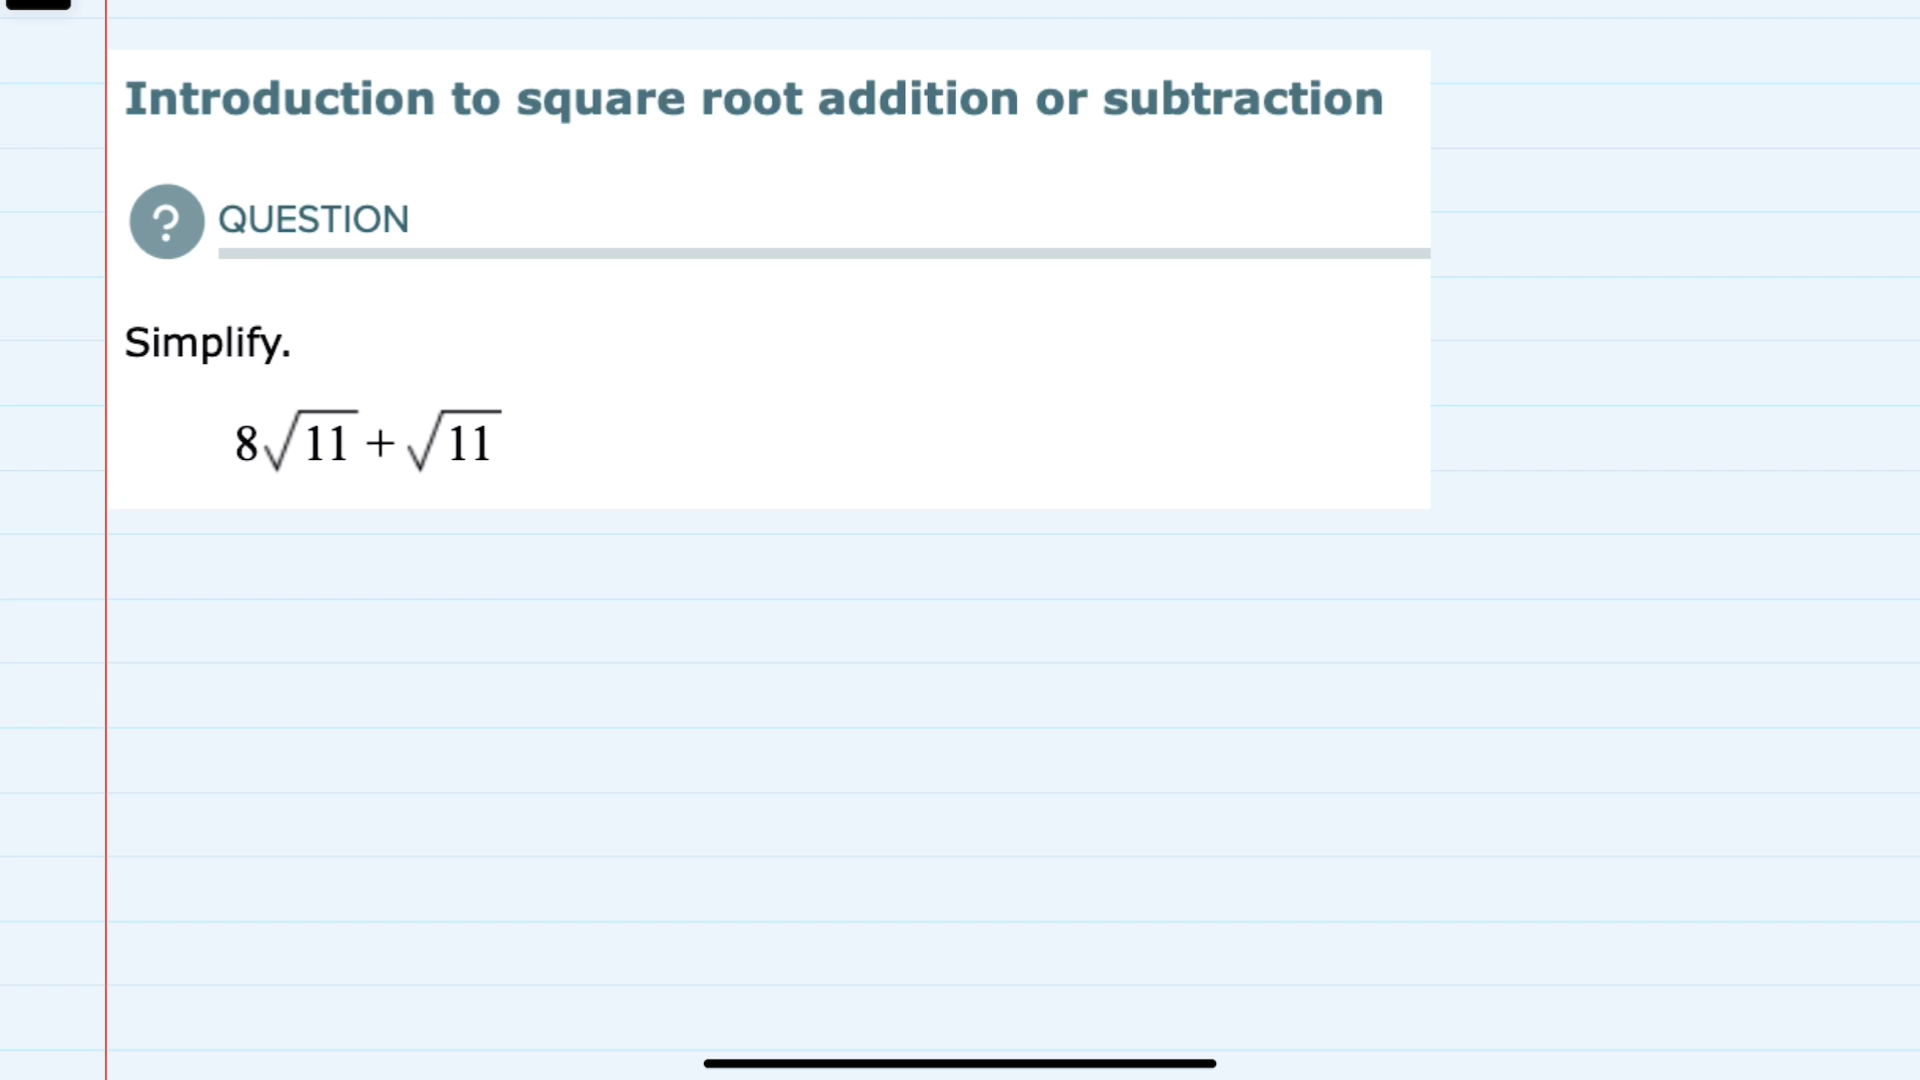 Introduction to square root addition or subtraction
? QUESTION
Simplify.
8√11 + √11